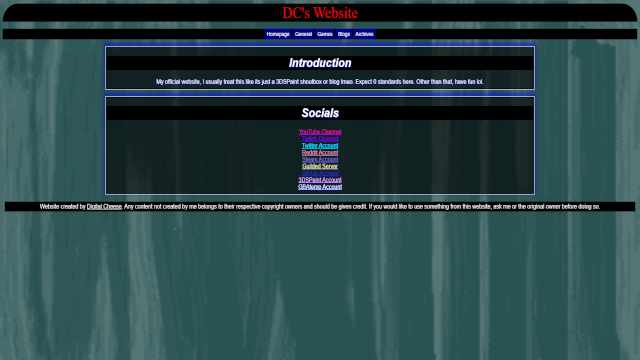 DC's Website
Homepage General Games Blogs Archives
Introduction
My official website, I usually treat this like its just a 3DSPaint shoutbox or blog lmao. Expect 0 standards here. Other than that, have fun lol.
Socials
YouTube Channel
Twitch Channel
Twitter Account
Reddit Account
Steam Account
Guilded Server
3DSPaint Account
GBAtemp Account
Website created by Digital Cheese. Any content not created by me belongs to their respective copyright owners and should be given credit. If you would like to use something from this website, ask me or the original owner before doing so.